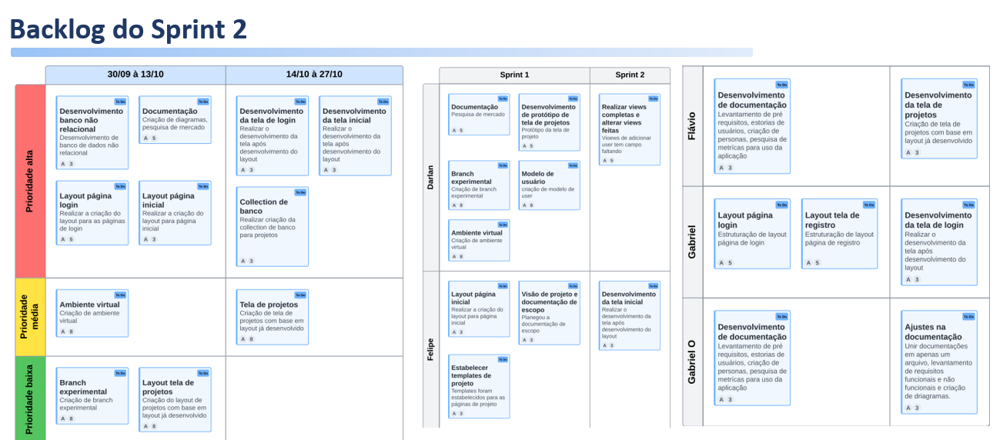 Backlog do Sprint 2
30/09 à 13/10
14/10 à 27/10
Prioridade alta
To Do
Desenvolvimento
banco não
relacional
Desenvolvimento de
banco de dados não
relacional
A 3
To Do
Documentação
Criação de diagramas,
pesquisa de mercado
A 5
To Do
Desenvolvimento
da tela de login
Realizar o
desenvolvimento da
tela após
desenvolvimento do
layout
A 3
To Do
Desenvolvimento
da tela inicial
Realizar o
desenvolvimento da
tela após
desenvolvimento do
layout
A 3
To Do
Layout página
login
Realizar a criação do
layout para as páginas
de login
A 5
To Do
Layout página
inicial
Realizar a criação do
layout para página
inicial
A 3
To Do
Collection de
banco
Realizar criação da
collection de banco
para projetos
A 3
Prioridade
média
To Do
Ambiente virtual
Criação de ambiente
virtual
A 8
To Do
Tela de projetos
Criação de tela de
projetos com base em
layout já desenvolvido
A 8
Prioridade baixa
To Do
Branch
experimental
Criação de branch
experimental
A 8
To Do
Layout tela de
projetos
Criação do layout de
projetos com base em
layout já desenvolvido
A 8
Sprint 1
Sprint 2
Darlan
To Do
Documentação
Pesquisa de mercado
A 5
To Do
Desenvolvimento
de protótipo de
tela de projetos
Protótipo da tela de
projeto
A 5
To Do
Realizar views
completas e
alterar views
feitas
Vioews de adicionar
user tem campo
faltando
A 5
To Do
Branch
experimental
Criação de branch
experimental
A 8
To Do
Modelo de
usuário
criação de modelo de
user
A 8
To Do
Ambiente virtual
Criação de ambiente
virtual
A 8
Felipe
To Do
Layout página
inicial
Realizar a criação do
layout para página
inicial
A 3
To Do
Visão de projeto e
documentação de
escopo
Planegou a
documentação de
escopo
A 3
To Do
Desenvolvimento
da tela inicial
Realizar o
desenvolvimento da
tela após
desenvolvimento do
layout
A 3
To Do
Estabelecer
templates de
projeto
Templates foram
estabelecidos para as
páginas de projeto
A 3
Flávio
To Do
Desenvolvimento
de documentação
Levantamento de pré
requisitos, estorias de
usuários, criação de
personas, pesquisa de
metrícas para uso da
aplicação
A 3
To Do
Desenvolvimento
da tela de
projetos
Criação de tela de
projetos com base em
layout já desenvolvido
A 3
Gabriel
To Do
Layout página
login
Estruturação de layout
página de login
A 5
To Do
Layout tela de
registro
Estruturação de layout
página de registro
A 5
To Do
Desenvolvimento
da tela de login
Realizar o
desenvolvimento da
tela após
desenvolvimento do
layout
A 3
Gabriel O
To Do
Desenvolvimento
de documentação
Levantamento de pré
requisitos, estorias de
usuários, criação de
personas, pesquisa de
metrícas para uso da
aplicação
A 3
To Do
Ajustes na
documentação
Unir documentações
em apenas um
arquivo, levantamento
de requisitos
funcionais e não
funcionais e criação
de driagramas.
A 3